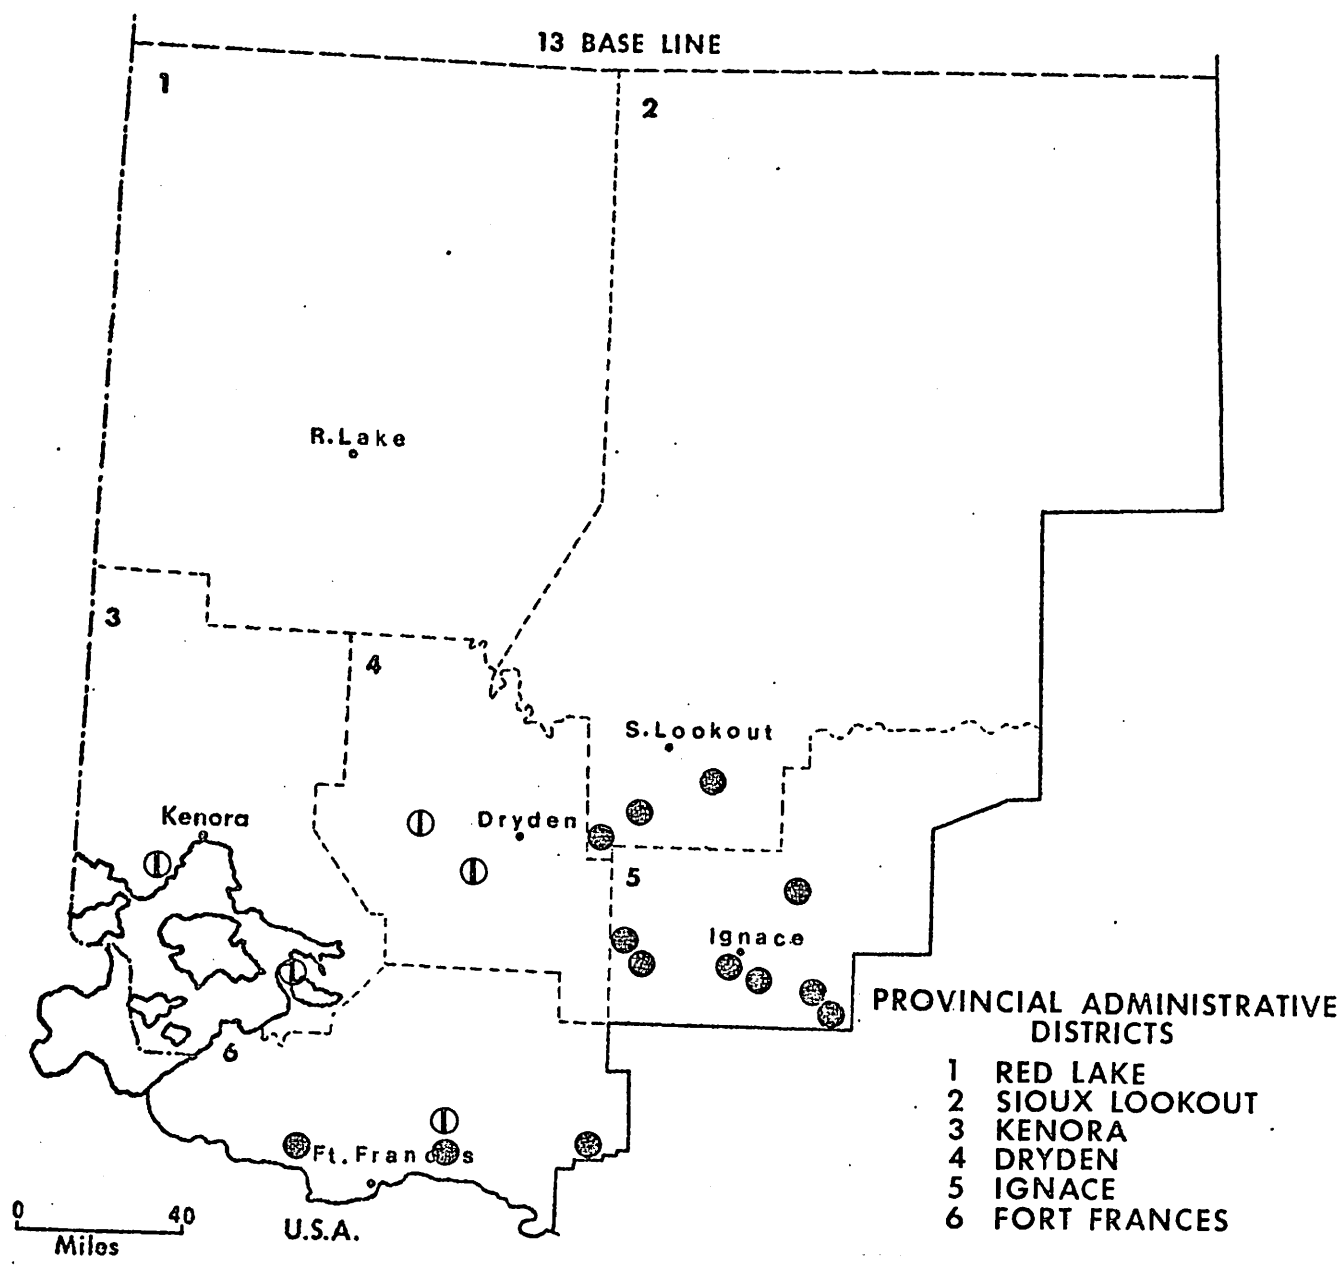 13 BASE LINE
1
2
R.Lake
3
4
S.Lookout
Kenora
Dryden
5
Ignace
6
Ft.Frances
0 40
Miles
U.S.A.
PROVINCIAL ADMINISTRATIVE
DISTRICTS
1 RED LAKE
2 SIOUX LOOKOUT
3 KENORA
4 DRYDEN
5 IGNACE
6 FORT FRANCES